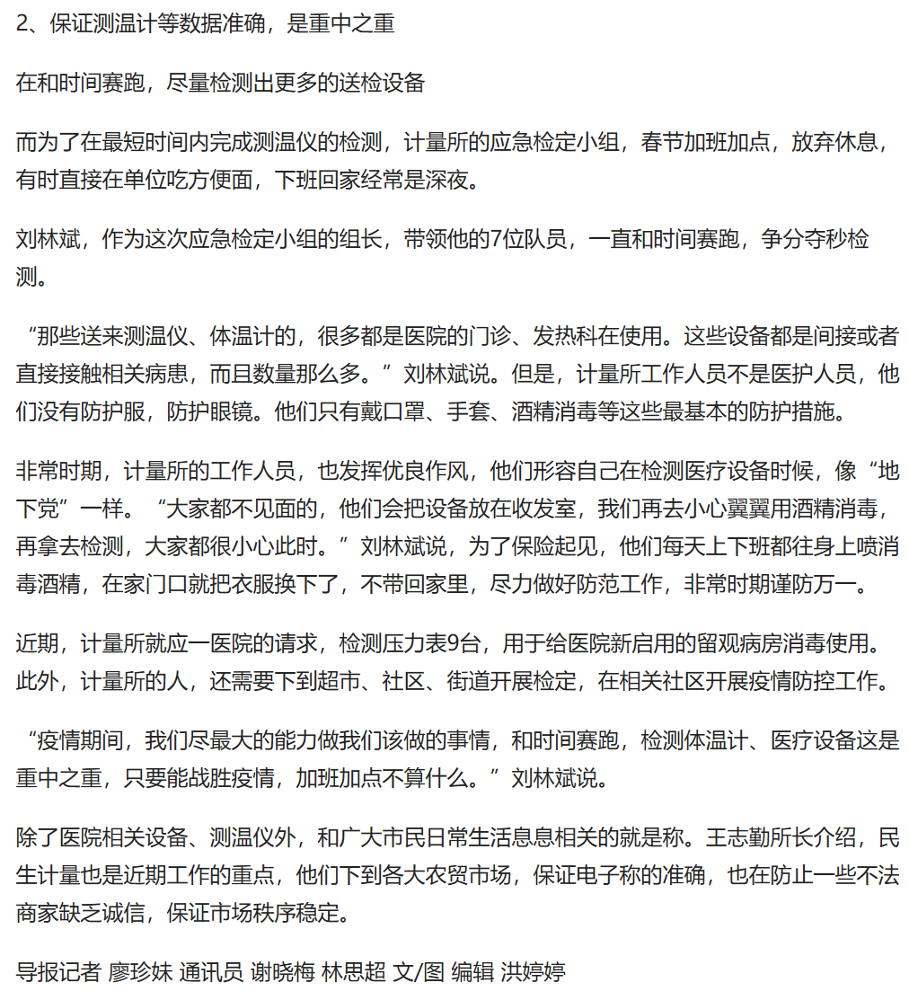 2、保证测温计等数据准确，是重中之重
在和时间赛跑，尽量检测出更多的送检设备
而为了在最短时间内完成测温仪的检测，计量所的应急检定小组，春节加班加点，放弃休息，
有时直接在单位吃方便面，下班回家经常是深夜。
刘林斌，作为这次应急检定小组的组长，带领他的7位队员，一直和时间赛跑，争分夺秒检
测。
“那些送来测温仪、体温计的，很多都是医院的门诊、发热科在使用。这些设备都是间接或者
直接接触相关病患，而且数量那么多。”刘林斌说。但是，计量所工作人员不是医护人员，他
们没有防护服，防护眼镜。他们只有戴口罩、手套、酒精消毒等这些最基本的防护措施。
非常时期，计量所的工作人员，也发挥优良作风，他们形容自己在检测医疗设备时候，像“地
下党”一样。“大家都不见面的，他们会把设备放在收发室，我们再去小心翼翼用酒精消毒，
再拿去检测，大家都很小心此时。”刘林斌说，为了保险起见，他们每天上下班都往身上喷消
毒酒精，在家门口就把衣服换下了，不带回家里，尽力做好防范工作，非常时期谨防万一。
近期，计量所就应一医院的请求，检测压力表9台，用于给医院新启用的留观病房消毒使用。
此外，计量所的人，还需要下到超市、社区、街道开展检定，在相关社区开展疫情防控工作。
“疫情期间，我们尽最大的能力做我们该做的事情，和时间赛跑，检测体温计、医疗设备这是
重中之重，只要能战胜疫情，加班加点不算什么。”刘林斌说。
除了医院相关设备、测温仪外，和广大市民日常生活息息相关的就是称。王志勤所长介绍，民
生计量也是近期工作的重点，他们下到各大农贸市场，保证电子称的准确，也在防止一些不法
商家缺乏诚信，保证市场秩序稳定。
导报记者 廖珍妹 通讯员 谢晓梅 林思超 文/图 编辑 洪婷婷